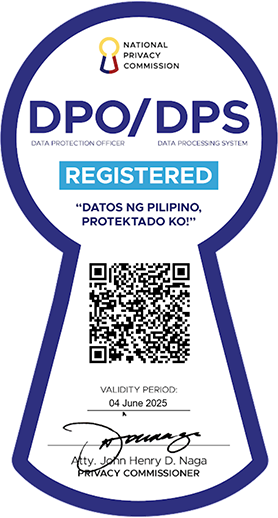 NATIONAL
PRIVACY
COMMISSION
DPO/DPS
DATA PROTECTION OFFICER DATA PROCESSING SYSTEM
REGISTERED
“DATOS NG PILIPINO,
PROTEKTADO KO!”
VALIDITY PERIOD:
04 June 2025
Atty. John Henry D. Naga
PRIVACY COMMISSIONER